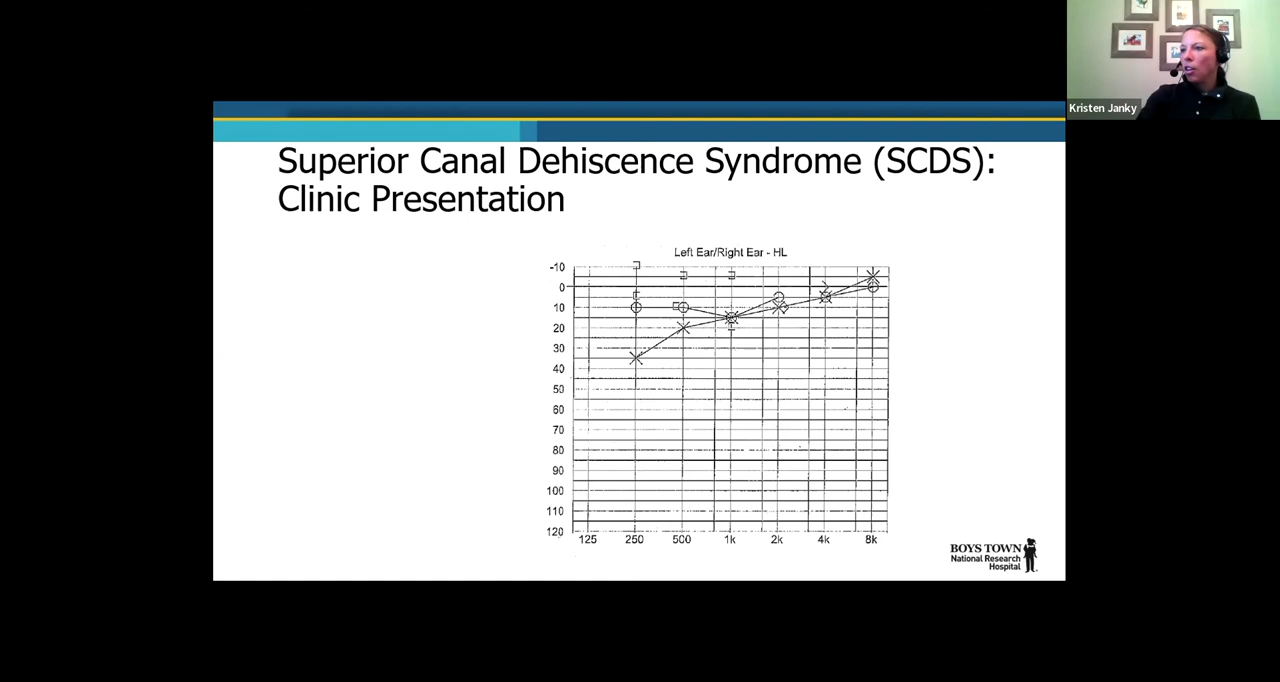 Kristen Janky
Superior Canal Dehiscence Syndrome (SCDS):
Clinic Presentation
Left Ear/Right Ear - HL
-10
0
10
20
30
40
50
60
70
80
90
100
110
120
125 250 500 1k 2k 4k 8k
BOYS TOWN
National Research
Hospital